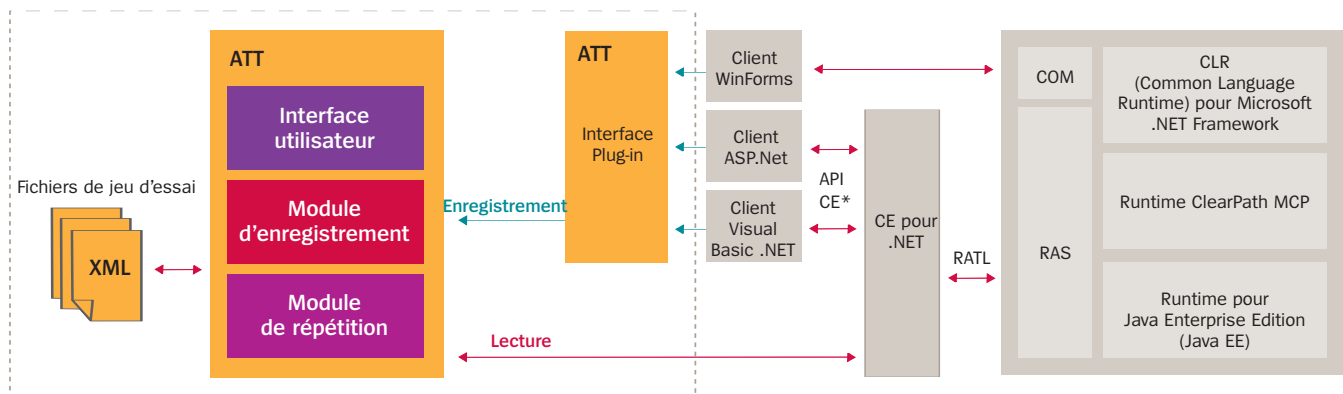 Fichiers de jeu d'essai
XML
ATT
Interface
utilisateur
Module
d'enregistrement
Module
de répétition
Enregistrement
Lecture
ATT
Interface
Plug-in
Client
WinForms
Client
ASP.Net
Client
Visual
Basic .NET
API
CE*
CE pour
.NET
RATL
COM
RAS
CLR
(Common Language
Runtime) pour Microsoft
.NET Framework
Runtime ClearPath MCP
Runtime pour
Java Enterprise Edition
(Java EE)